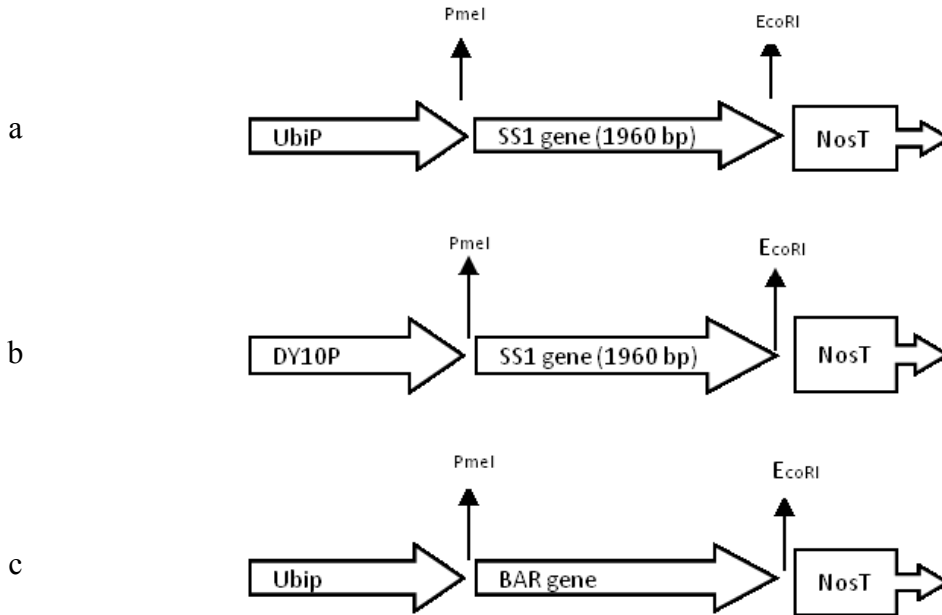 PmeI EcoRI
a UbiP SS1 gene (1960 bp) NosT
PmeI EcoRI
b DY10P SS1 gene (1960 bp) NosT
PmeI EcoRI
c Ubip BAR gene NosT